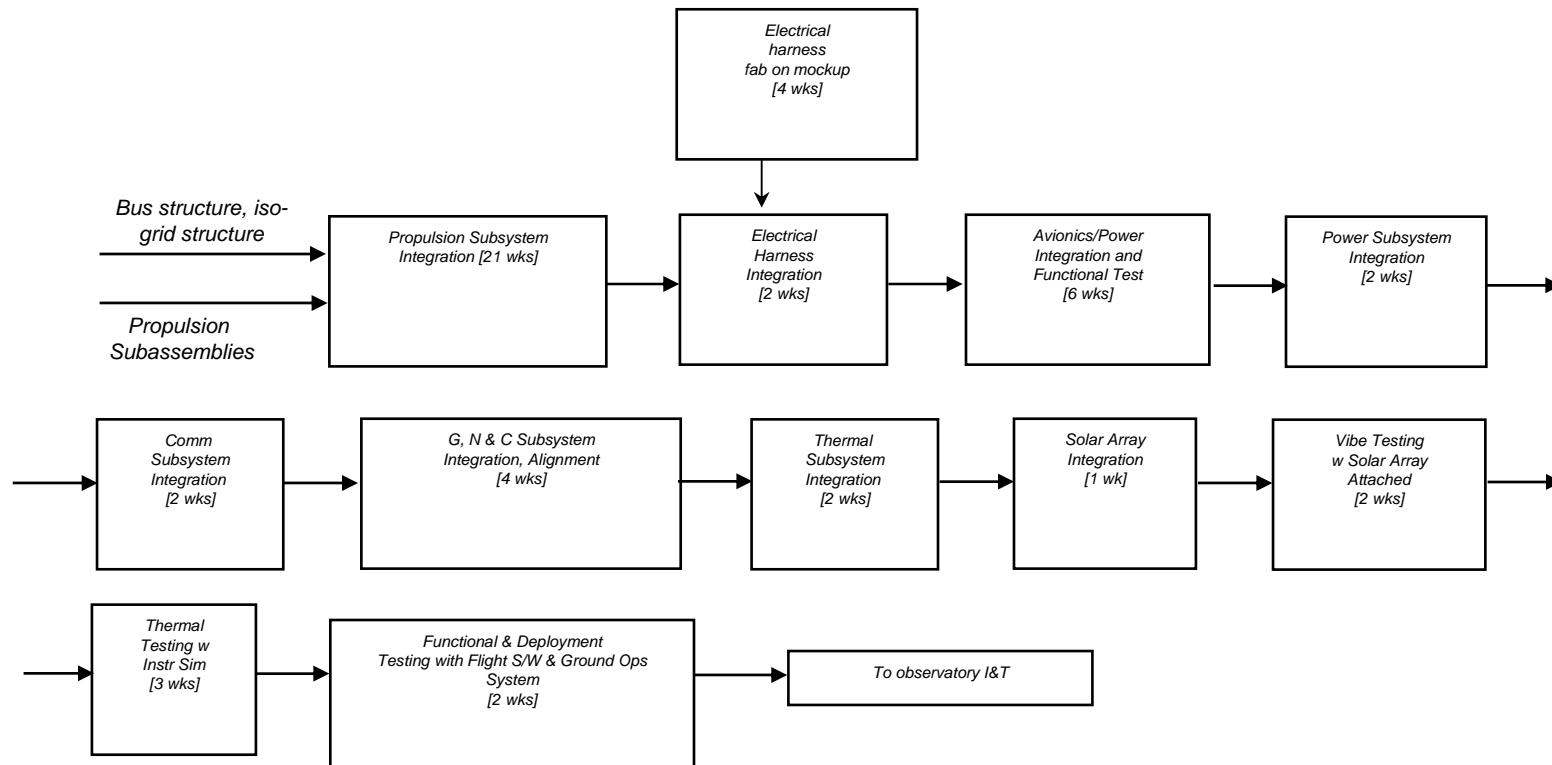 Electrical
harness
fab on mockup
[4 wks]
Bus structure, iso-
grid structure
Propulsion
Subassemblies
Propulsion Subsystem
Integration [21 wks]
Electrical
Harness
Integration
[2 wks]
Avionics/Power
Integration and
Functional Test
[6 wks]
Power Subsystem
Integration
[2 wks]
Comm
Subsystem
Integration
[2 wks]
G, N & C Subsystem
Integration, Alignment
[4 wks]
Thermal
Subsystem
Integration
[2 wks]
Solar Array
Integration
[1 wk]
Vibe Testing
w Solar Array
Attached
[2 wks]
Thermal
Testing w
Instr Sim
[3 wks]
Functional & Deployment
Testing with Flight S/W & Ground Ops
System
[2 wks]
To observatory I&T